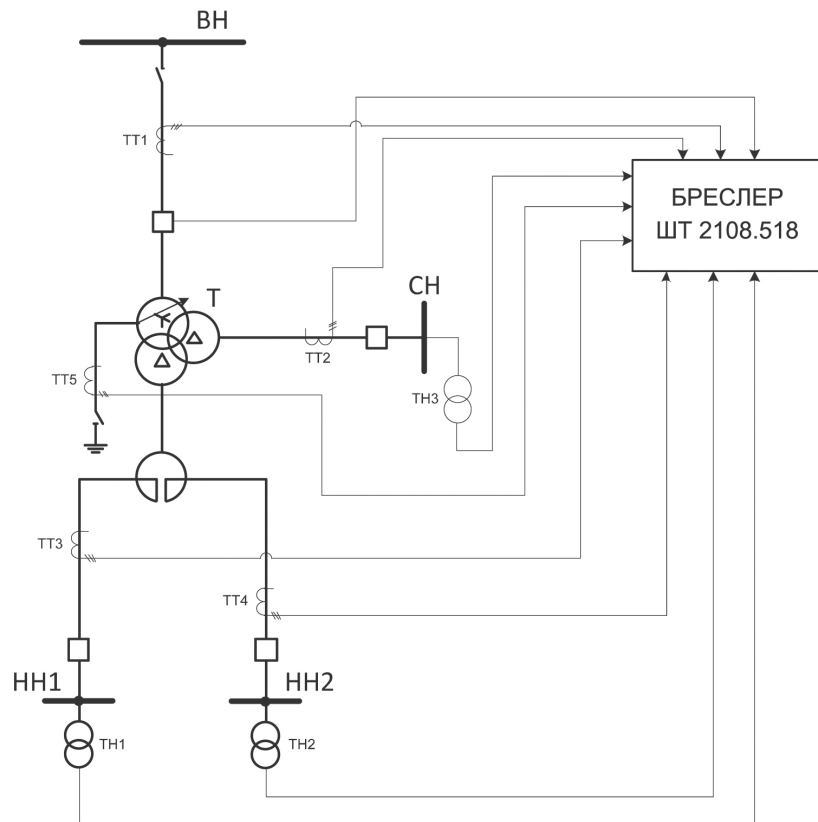 ВН
ТТ1
БРЕСЛЕР
ШТ 2108.518
Т
СН
ТТ2
ТТ5
ТН3
ТТ3
ТТ4
НН1
НН2
ТН1
ТН2